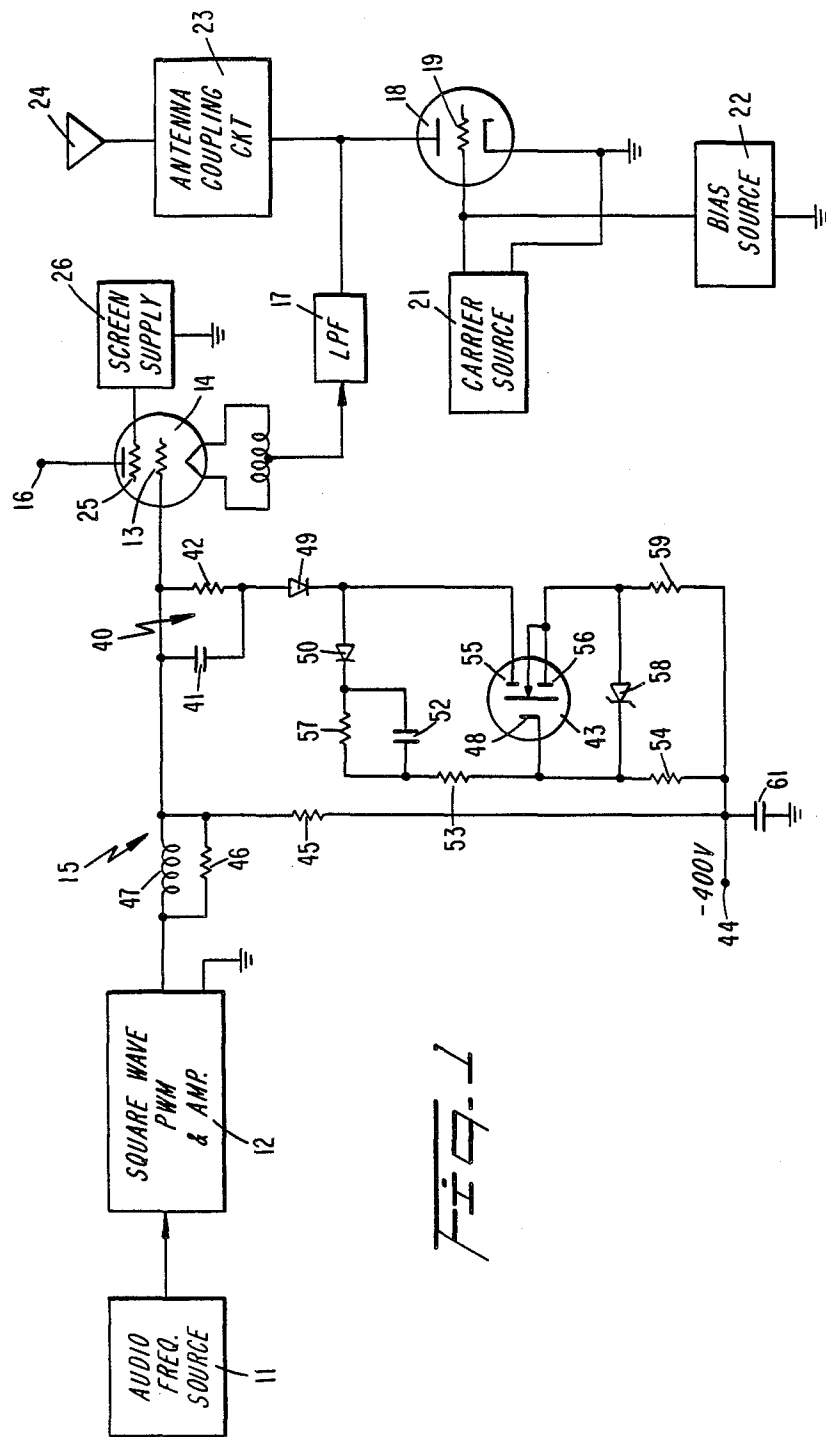 AUDIO
FREQ.
SOURCE
11
SQUARE WAVE
PWM
& AMP.
12
15
47
46
45
-400V
44
61
40
41
42
49
50
57
52
53
54
55
56
48
43
58
59
16
25
13
14
26
SCREEN
SUPPLY
17
LPF
24
23
ANTENNA
COUPLING
CKT
18
19
21
CARRIER
SOURCE
22
BIAS
SOURCE
Fig. 1